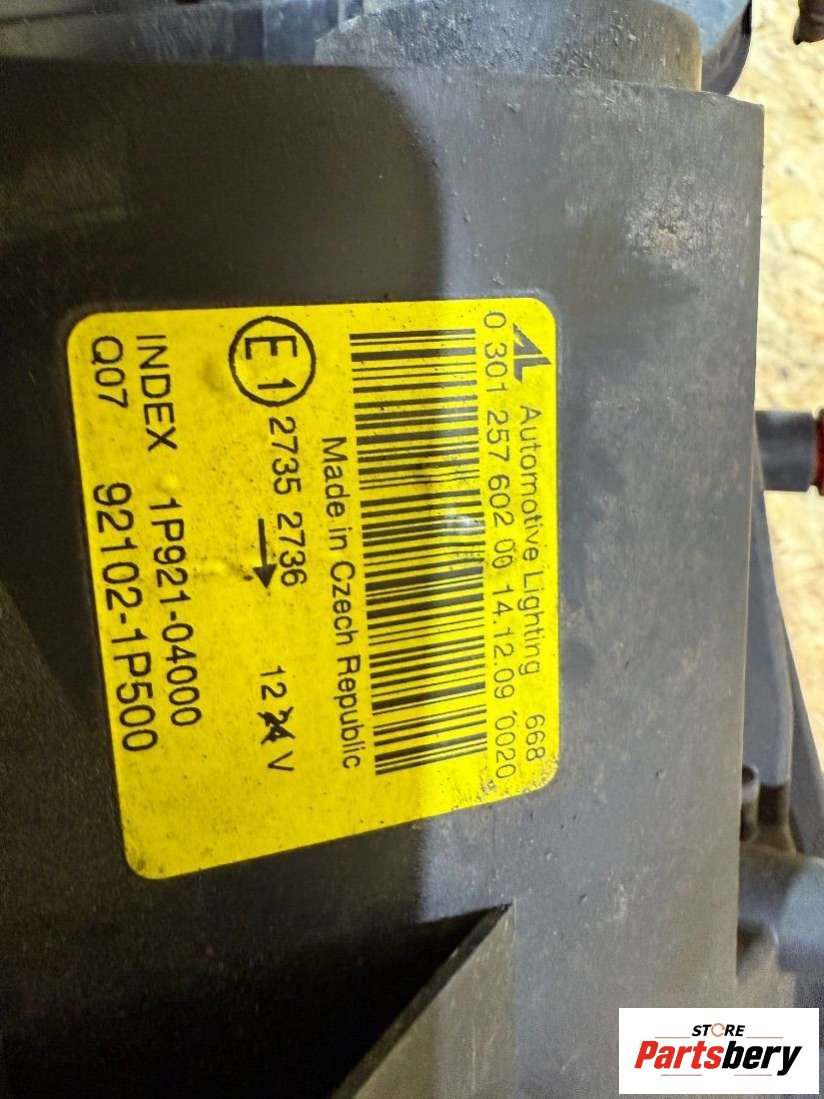 AL Automotive Lighting 668
0 301 257 602 00 14.12.09 0020
Made in Czech Republic
E1 2735 2736
→ 12 24 V
INDEX 1P921-04000
Q07 92102-1P500
STORE
Partsbery